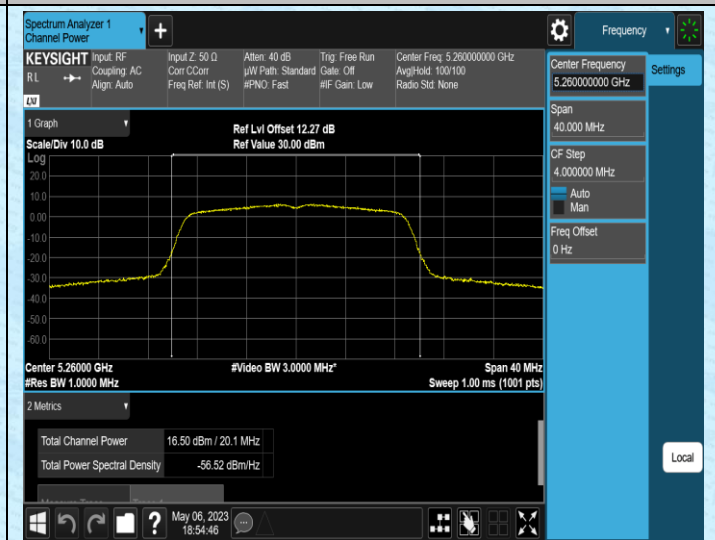 Spectrum Analyzer 1
Channel Power
+
Frequency
KEYSIGHT
R L
LXI
Input: RF
Coupling: AC
Align: Auto
Input Z: 50 Ω
Corr CCorr
Freq Ref: Int (S)
Atten: 40 dB
µW Path: Standard
#PNO: Fast
Trig: Free Run
Gate: Off
#IF Gain: Low
Center Freq: 5.260000000 GHz
Avg|Hold: 100/100
Radio Std: None
Center Frequency
5.260000000 GHz
Settings
Span
40.000 MHz
CF Step
4.000000 MHz
Auto
Man
Freq Offset
0 Hz
1 Graph
Ref Lvl Offset 12.27 dB
Scale/Div 10.0 dB
Ref Value 30.00 dBm
Log
20.0
10.0
0.00
-10.0
-20.0
-30.0
-40.0
-50.0
-60.0
Center 5.26000 GHz
#Video BW 3.0000 MHz*
Span 40 MHz
#Res BW 1.0000 MHz
Sweep 1.00 ms (1001 pts)
2 Metrics
Total Channel Power 16.50 dBm / 20.1 MHz
Total Power Spectral Density -56.52 dBm/Hz
Local
?
May 06, 2023
18:54:46